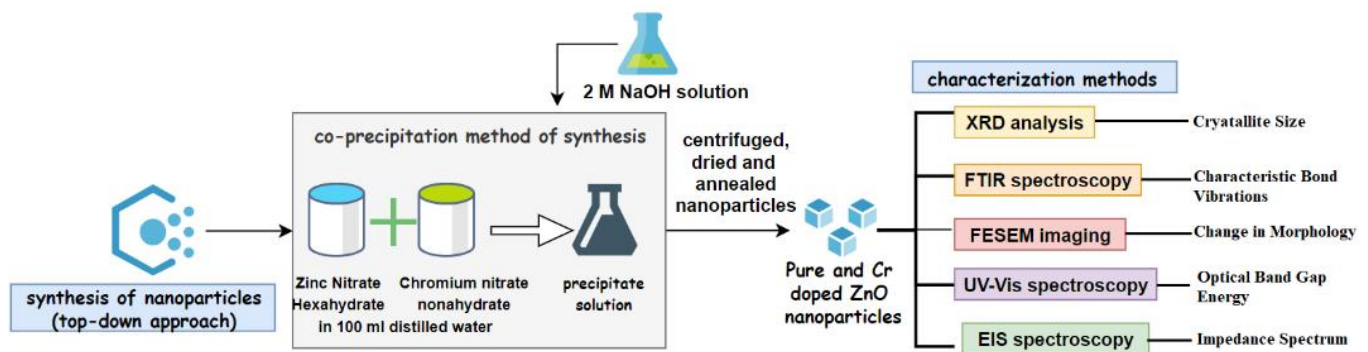 2 M NaOH solution
co-precipitation method of synthesis
Zinc Nitrate
Hexahydrate
Chromium nitrate
nonahydrate
in 100 ml distilled water
precipitate
solution
synthesis of nanoparticles
(top-down approach)
centrifuged,
dried and
annealed
nanoparticles
Pure and Cr
doped ZnO
nanoparticles
characterization methods
XRD analysis
Cryatallite Size
FTIR spectroscopy
Characteristic Bond
Vibrations
FESEM imaging
Change in Morphology
UV-Vis spectroscopy
Optical Band Gap
Energy
EIS spectroscopy
Impedance Spectrum